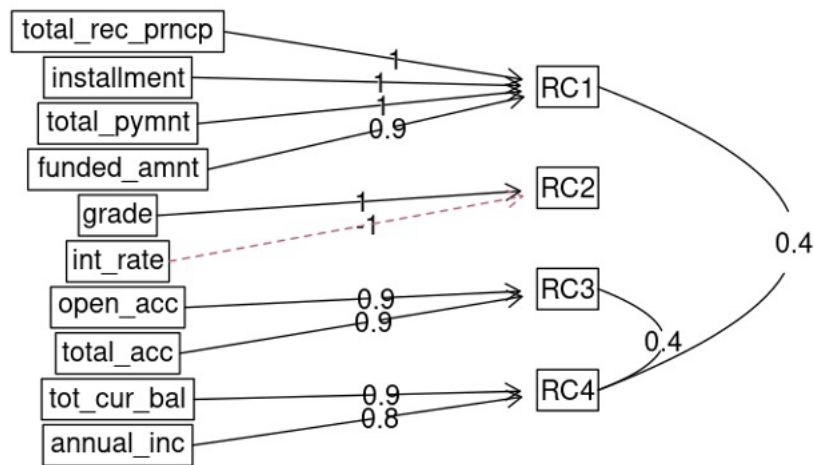 total_rec_prncp
installment
total_pymnt
funded_amnt
grade
int_rate
open_acc
total_acc
tot_cur_bal
annual_inc
1
1
1
0.9
1
-1
0.9
0.9
0.9
0.8
RC1
RC2
RC3
RC4
0.4
0.4